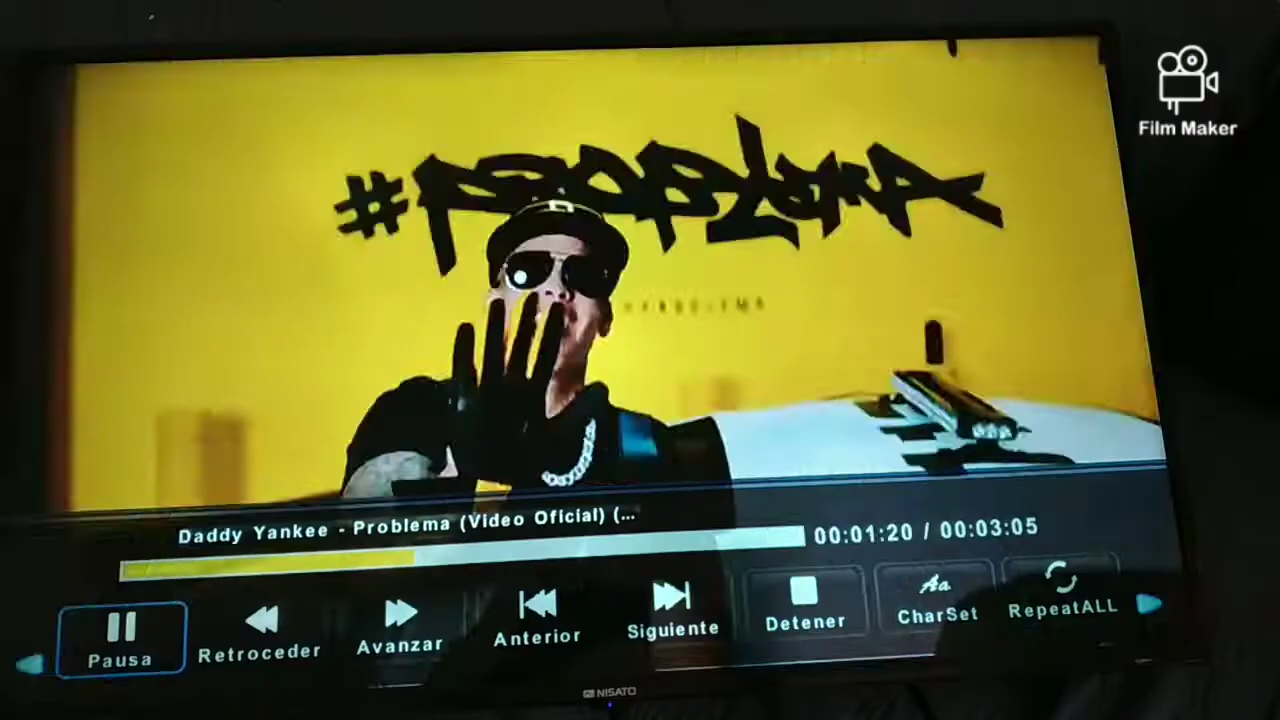 Film Maker
#PROBLEMA
Daddy Yankee - Problema (Video Oficial) (...
00:01:20 / 00:03:05
Pausa
Retroceder
Avanzar
Anterior
Siguiente
Detener
Aa
CharSet
RepeatALL
NISATO